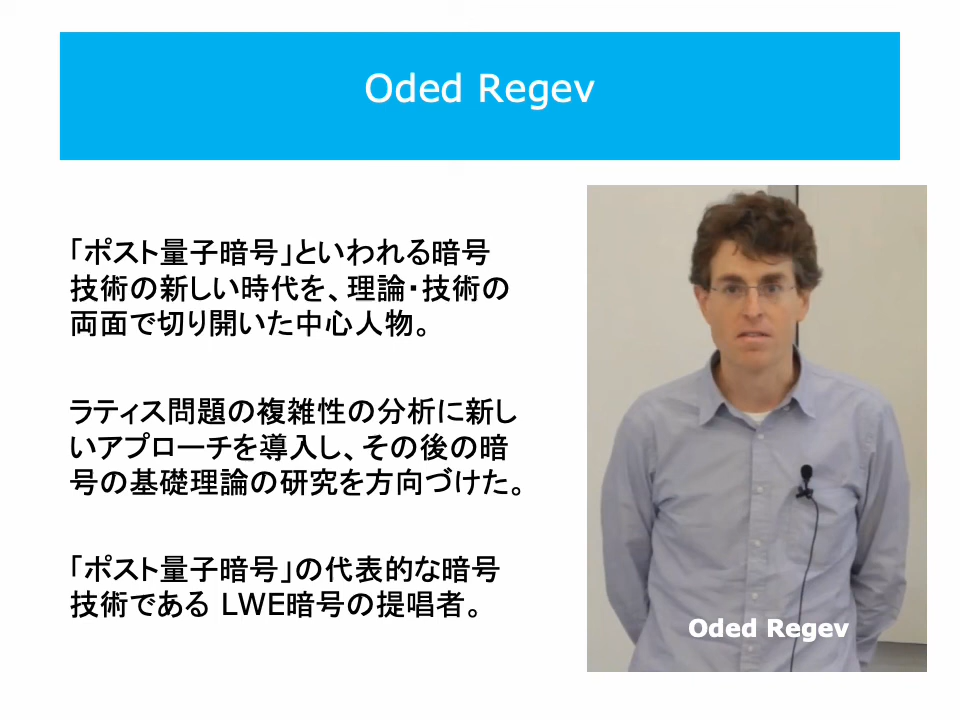 Oded Regev
「ポスト量子暗号」といわれる暗号
技術の新しい時代を、理論・技術の
両面で切り開いた中心人物。
ラティス問題の複雑性の分析に新し
いアプローチを導入し、その後の暗
号の基礎理論の研究を方向づけた。
「ポスト量子暗号」の代表的な暗号
技術である LWE暗号の提唱者。
Oded Regev